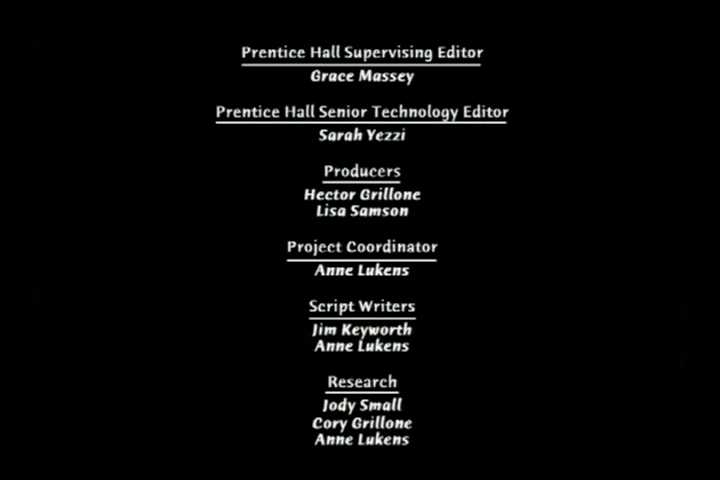 Prentice Hall Supervising Editor
Grace Massey
Prentice Hall Senior Technology Editor
Sarah Yezzi
Producers
Hector Grillone
Lisa Samson
Project Coordinator
Anne Lukens
Script Writers
Jim Keyworth
Anne Lukens
Research
Jody Small
Cory Grillone
Anne Lukens